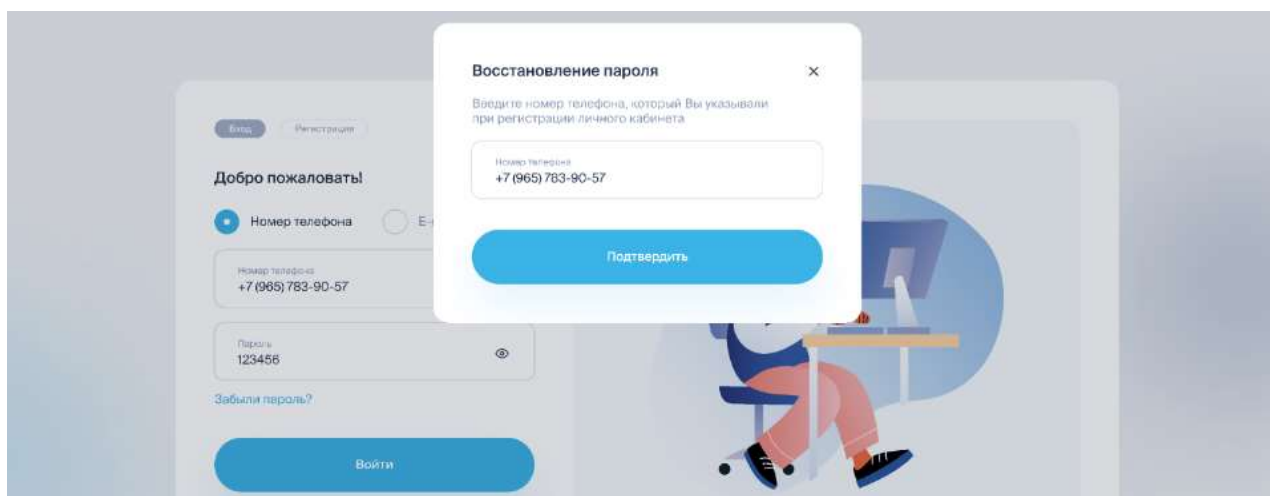 Восстановление пароля
Введите номер телефона, который Вы указывали
при регистрации личного кабинета
Номер телефона
+7 (965) 783-90-57
Подтвердить
Вход
Регистрация
Добро пожаловать!
Номер телефона
Номер телефона
+7 (965) 783-90-57
Пароль
123456
Забыли пароль?
Войти